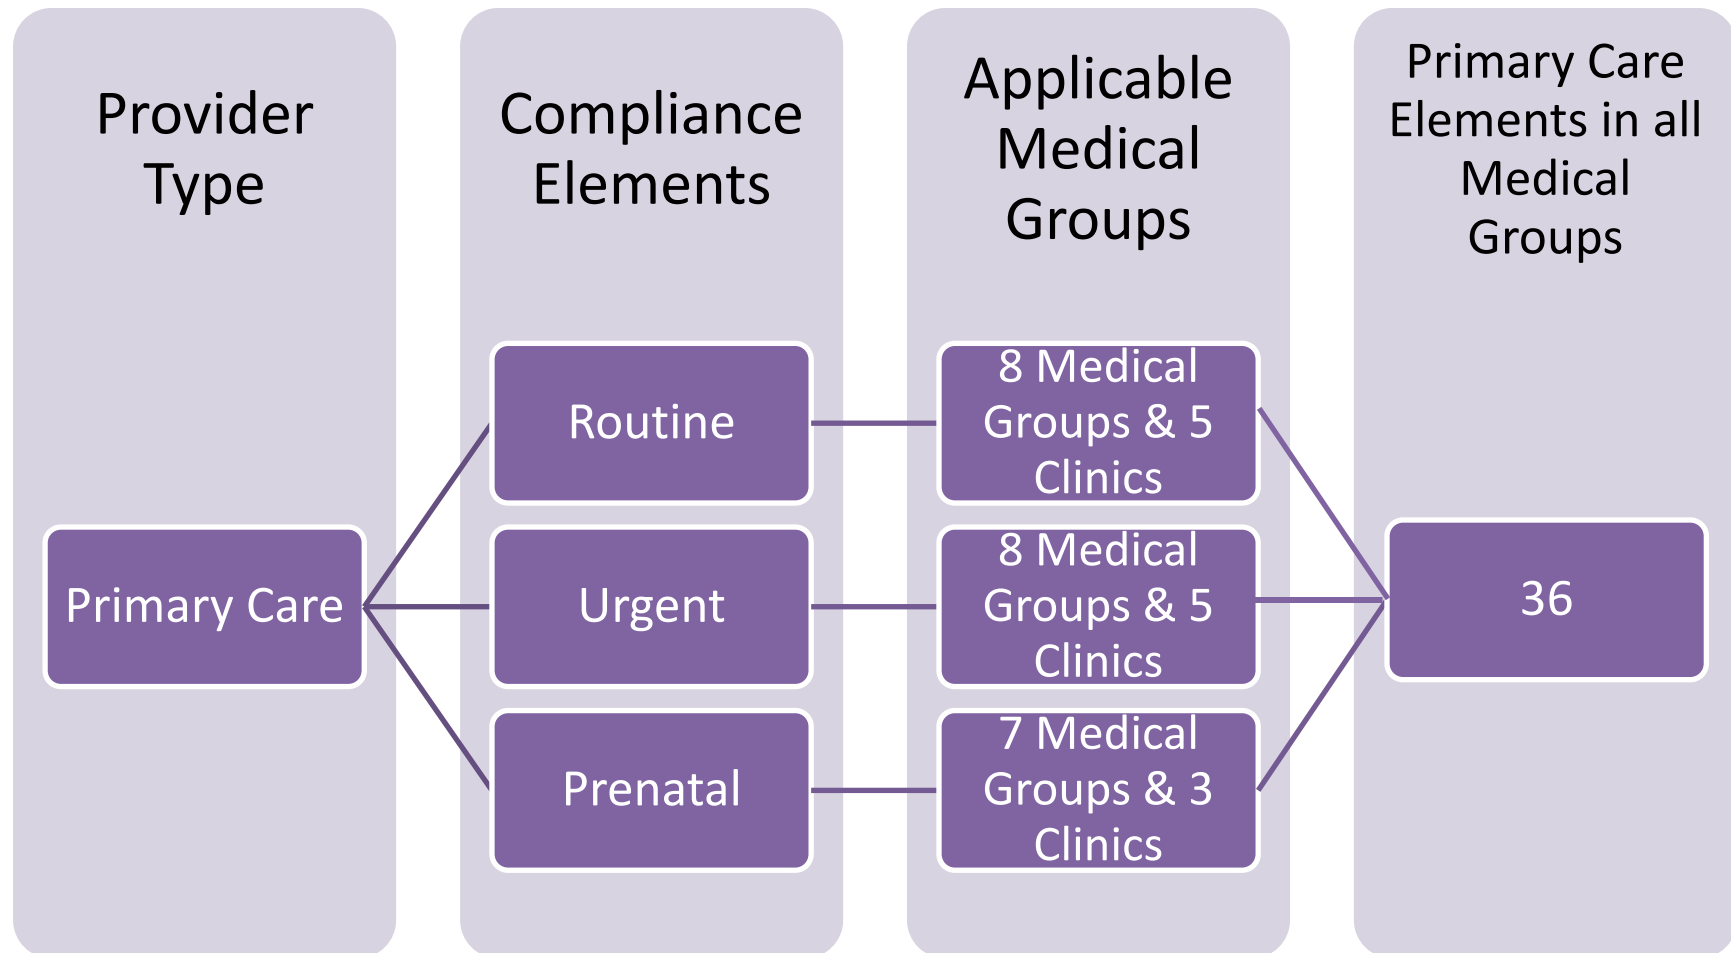 Provider
Type
Compliance
Elements
Applicable
Medical
Groups
Primary Care
Elements in all
Medical
Groups
Primary Care
Routine
Urgent
Prenatal
8 Medical
Groups & 5
Clinics
8 Medical
Groups & 5
Clinics
7 Medical
Groups & 3
Clinics
36